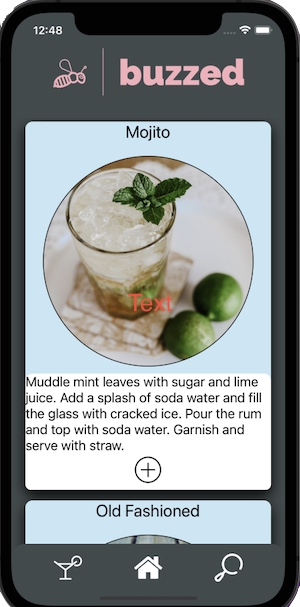 12:48
buzzed
Mojito
Text
Muddle mint leaves with sugar and lime
juice. Add a splash of soda water and fill
the glass with cracked ice. Pour the rum
and top with soda water. Garnish and
serve with straw.
Old Fashioned